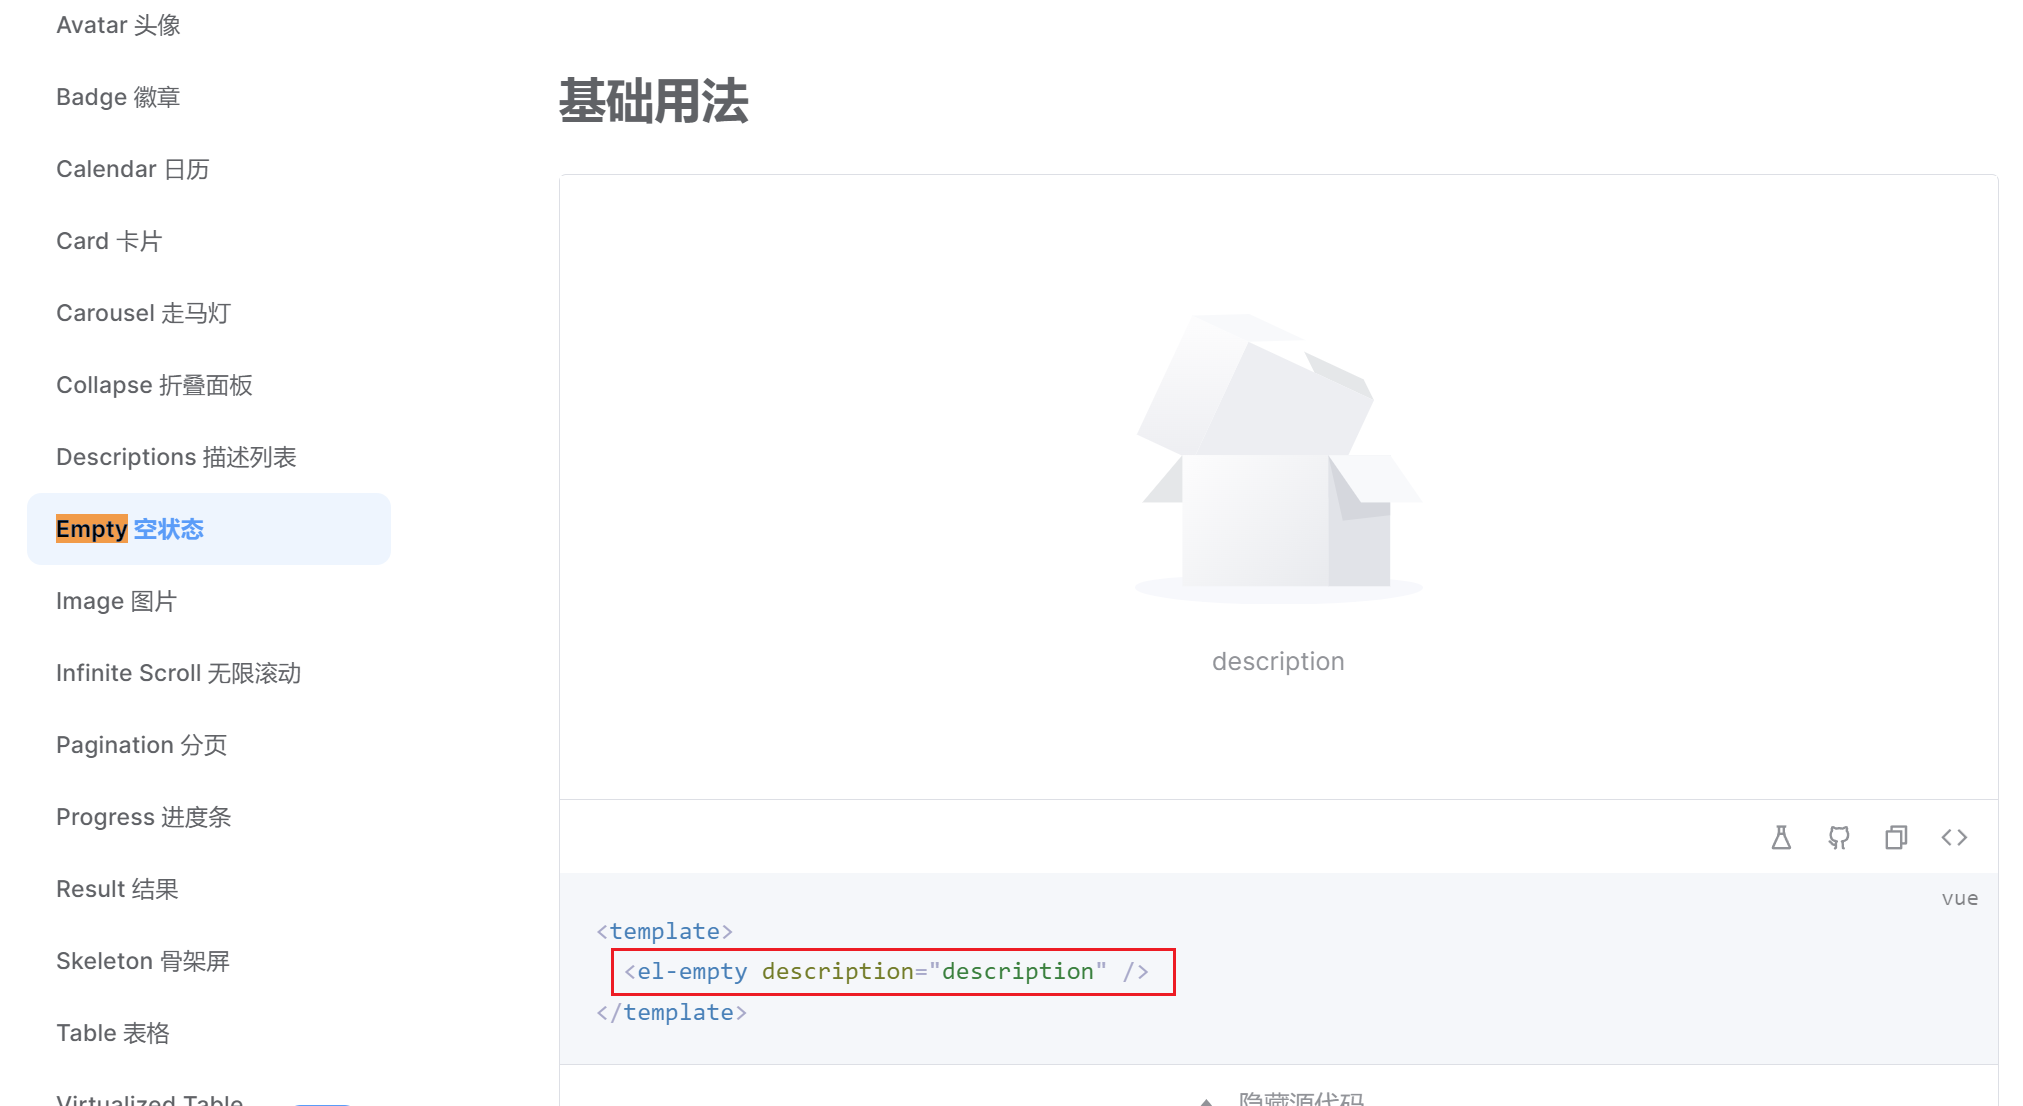 Avatar 头像
Badge 徽章
Calendar 日历
Card 卡片
Carousel 走马灯
Collapse 折叠面板
Descriptions 描述列表
Empty 空状态
Image 图片
Infinite Scroll 无限滚动
Pagination 分页
Progress 进度条
Result 结果
Skeleton 骨架屏
Table 表格
Virtualized Table
基础用法
description
vue
<template>
<el-empty description="description" />
</template>
隐藏源代码